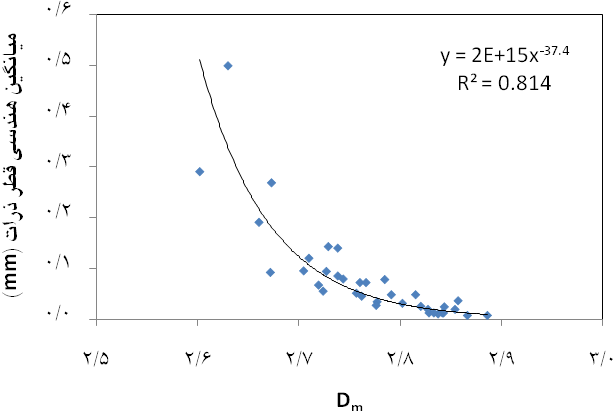 ۰/۶
۰/۵
۰/۴
۰/۳
۰/۲
۰/۱
۰/۰
میانگین هندسی قطر ذرات (mm)
y = 2E+15x^-37.4
R² = 0.814
۲/۵ ۲/۶ ۲/۷ ۲/۸ ۲/۹ ۳/۰
Dm